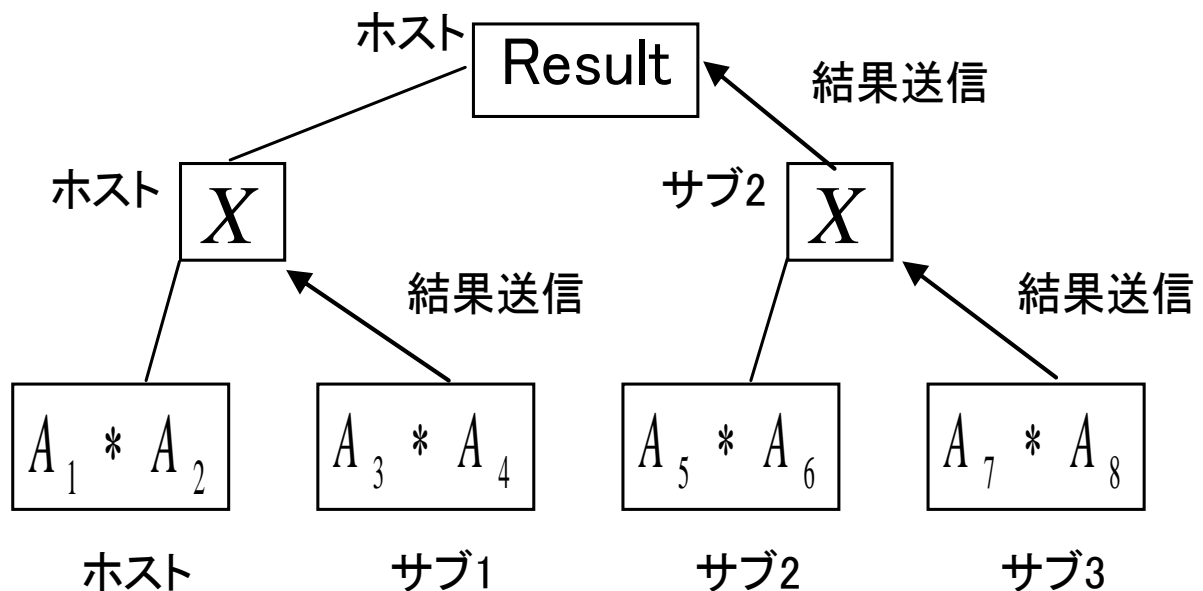 ホスト
Result
結果送信
ホスト
X
サブ2
X
結果送信
結果送信
A1 * A2
A3 * A4
A5 * A6
A7 * A8
ホスト
サブ1
サブ2
サブ3